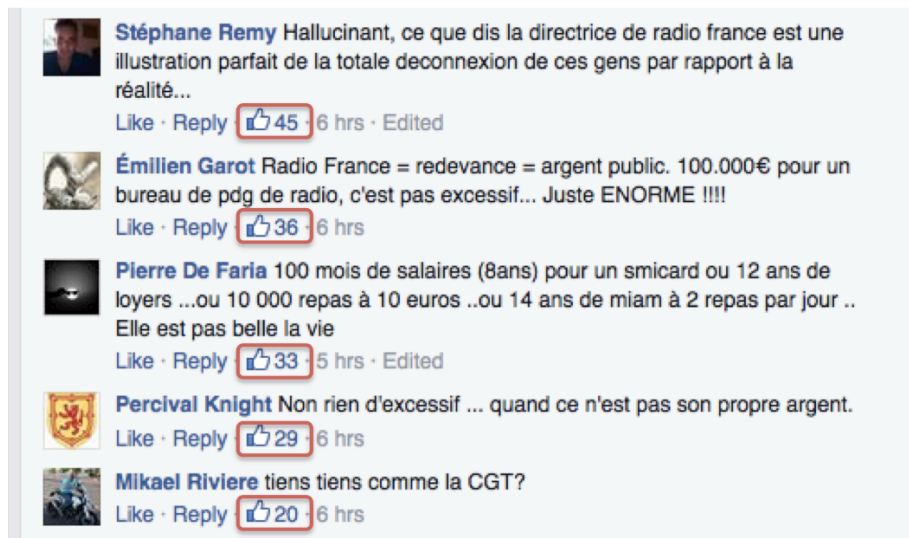 Stéphane Remy Hallucinant, ce que dis la directrice de radio france est une
illustration parfait de la totale deconnexion de ces gens par rapport à la
réalité...
Like · Reply · 45 · 6 hrs · Edited
Émilien Garot Radio France = redevance = argent public. 100.000€ pour un
bureau de pdg de radio, c'est pas excessif... Juste ENORME !!!!
Like · Reply · 36 · 6 hrs
Pierre De Faria 100 mois de salaires (8ans) pour un smicard ou 12 ans de
loyers ...ou 10 000 repas à 10 euros ..ou 14 ans de miam à 2 repas par jour ..
Elle est pas belle la vie
Like · Reply · 33 · 5 hrs · Edited
Percival Knight Non rien d'excessif ... quand ce n'est pas son propre argent.
Like · Reply · 29 · 6 hrs
Mikael Riviere tiens tiens comme la CGT?
Like · Reply · 20 · 6 hrs